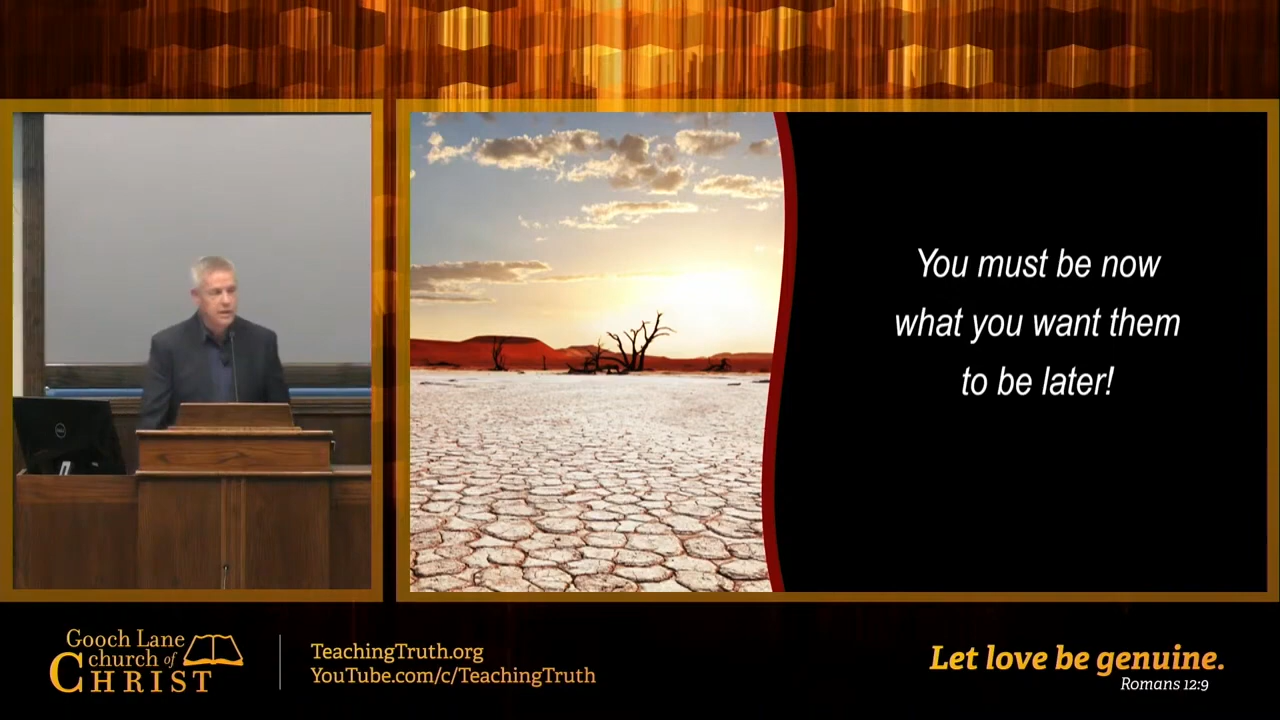 You must be now
what you want them
to be later!
Gooch Lane
church of
CHRIST
TeachingTruth.org
YouTube.com/c/TeachingTruth
Let love be genuine.
Romans 12:9